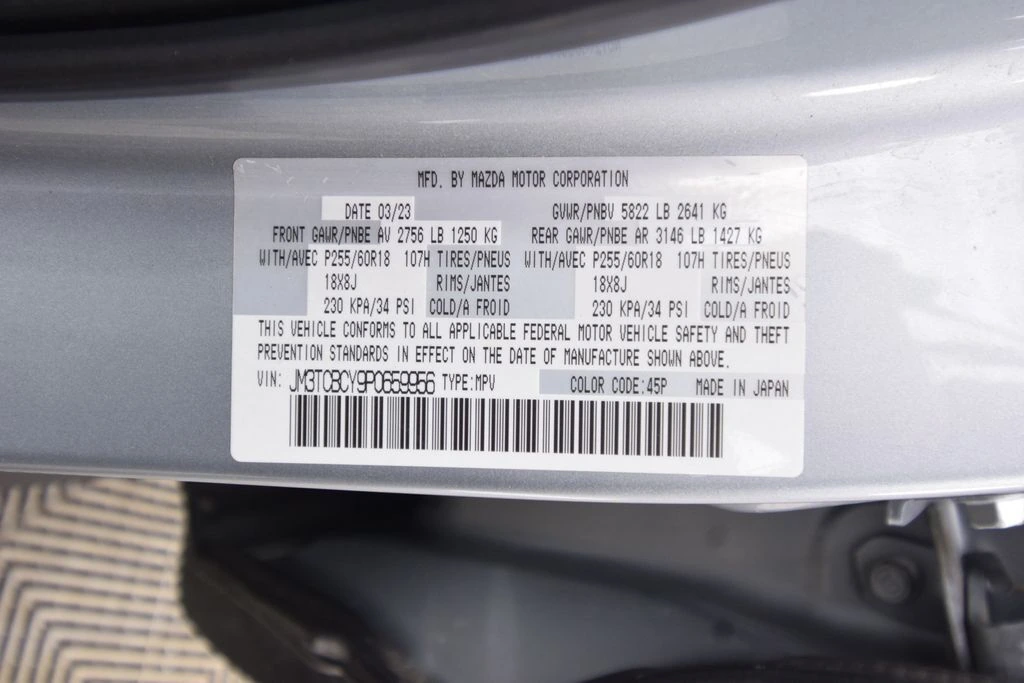 MFD. BY MAZDA MOTOR CORPORATION
DATE 03/23 GVWR/PNBV 5822 LB 2641 KG
FRONT GAWR/PNBE AV 2756 LB 1250 KG REAR GAWR/PNBE AR 3146 LB 1427 KG
WITH/AVEC P255/60R18 107H TIRES/PNEUS WITH/AVEC P255/60R18 107H TIRES/PNEUS
18X8J RIMS/JANTES 18X8J RIMS/JANTES
230 KPA/34 PSI COLD/A FROID 230 KPA/34 PSI COLD/A FROID
THIS VEHICLE CONFORMS TO ALL APPLICABLE FEDERAL MOTOR VEHICLE SAFETY AND THEFT
PREVENTION STANDARDS IN EFFECT ON THE DATE OF MANUFACTURE SHOWN ABOVE.
VIN: JM3TCBCY9P0659956 TYPE:MPV COLOR CODE:45P MADE IN JAPAN